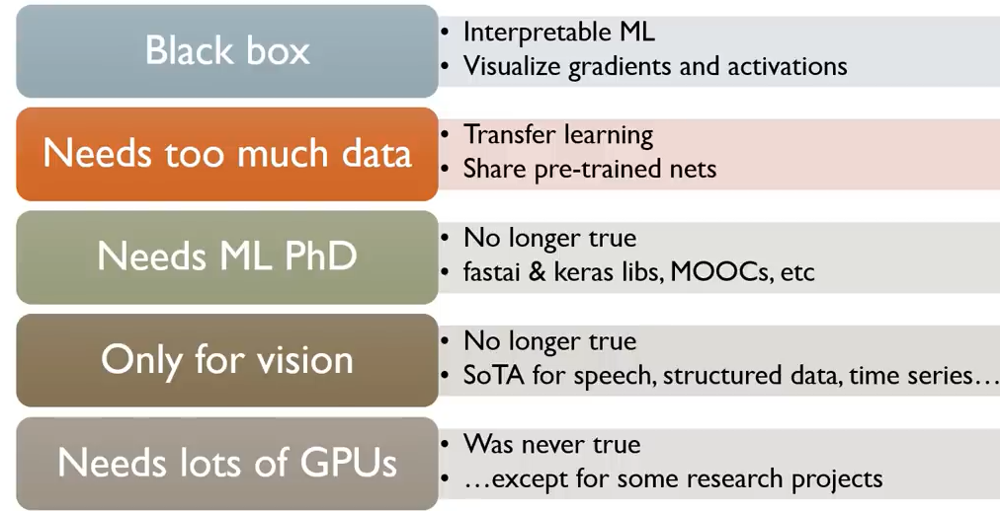 Black box
• Interpretable ML
• Visualize gradients and activations
Needs too much data
• Transfer learning
• Share pre-trained nets
Needs ML PhD
• No longer true
• fastai & keras libs, MOOCs, etc
Only for vision
• No longer true
• SoTA for speech, structured data, time series…
Needs lots of GPUs
• Was never true
• …except for some research projects